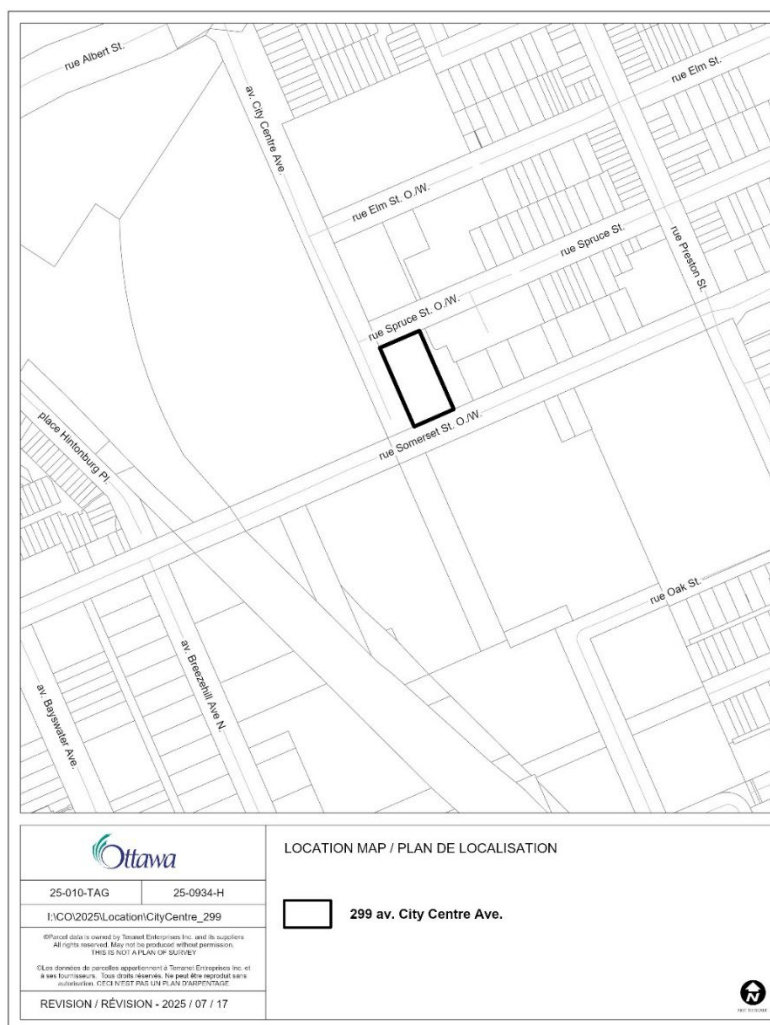 rue Albert St.
av. City Centre Ave.
rue Elm St.
rue Elm St. O./W.
rue Spruce St.
rue Preston St.
rue Spruce St. O./W.
rue Somerset St. O./W.
place Hintonburg Pl.
rue Oak St.
av. Breezehill Ave N.
av. Bayswater Ave.
Ottawa
25-010-TAG
25-0934-H
I:\CO\2025\Location\CityCentre_299
©Parcel data is owned by Teranet Enterprises Inc. and its suppliers
All rights reserved. May not be produced without permission.
THIS IS NOT A PLAN OF SURVEY
©Les données de parcelles appartiennent à Teranet Entreprises Inc. et
à ses fournisseurs. Tous droits réservés. Ne peut être reproduit sans
autorisation. CECI N'EST PAS UN PLAN D'ARPENTAGE
REVISION / RÉVISION - 2025 / 07 / 17
LOCATION MAP / PLAN DE LOCALISATION
299 av. City Centre Ave.
N